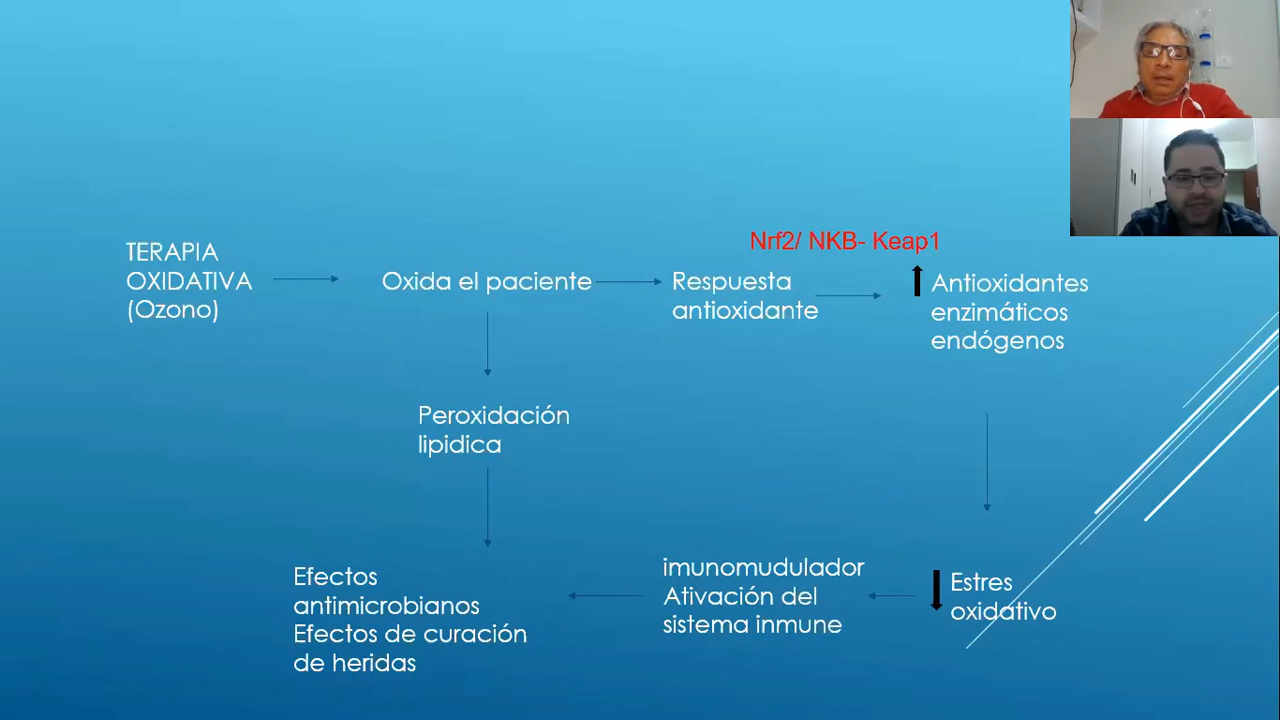 Nrf2/ NKB- Keap1
TERAPIA
OXIDATIVA
(Ozono)
Oxida el paciente
Respuesta
antioxidante
Antioxidantes
enzimáticos
endógenos
Peroxidación
lipidica
Efectos
antimicrobianos
Efectos de curación
de heridas
imunomudulador
Ativación del
sistema inmune
Estres
oxidativo